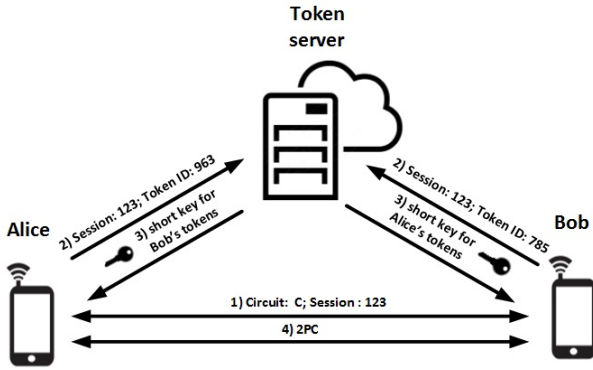 Token
server
2) Session: 123; Token ID: 963
3) short key for
Bob's tokens
2) Session: 123; Token ID: 785
3) short key for
Alice's tokens
Alice
Bob
1) Circuit: C; Session : 123
4) 2PC